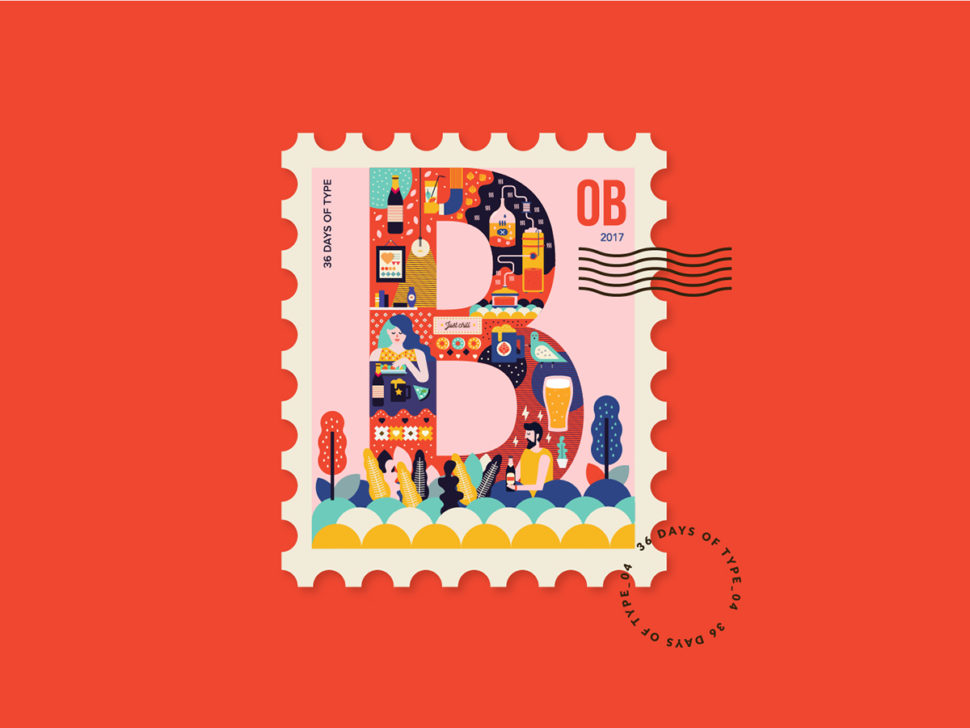 36 DAYS OF TYPE
OB
2017
Just chill
36 DAYS OF TYPE_04 36 DAYS OF TYPE_04